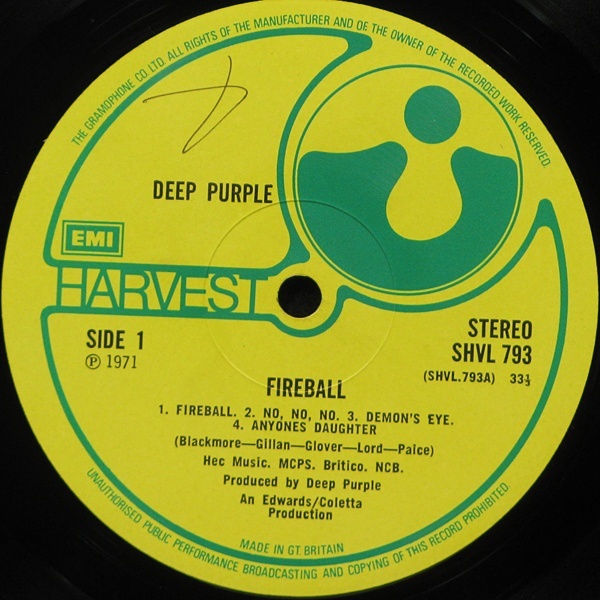 THE GRAMOPHONE CO. LTD. ALL RIGHTS OF THE MANUFACTURER AND OE THE OWNER OF THE RECORDED WORK RESERVED.
DEEP PURPLE
EMI
HARVEST
SIDE 1
℗ 1971
STEREO
SHVL 793
(SHVL.793A) 33⅓
FIREBALL
1. FIREBALL. 2. NO, NO, NO. 3. DEMON'S EYE.
4. ANYONES DAUGHTER
(Blackmore—Gillan—Glover—Lord—Paice)
Hec Music. MCPS. Britico. NCB.
Produced by Deep Purple
An Edwards/Coletta
Production
MADE IN GT. BRITAIN
UNAUTHORISED PUBLIC PERFORMANCE BROADCASTING AND COPYING OF THIS RECORD PROHIBITED